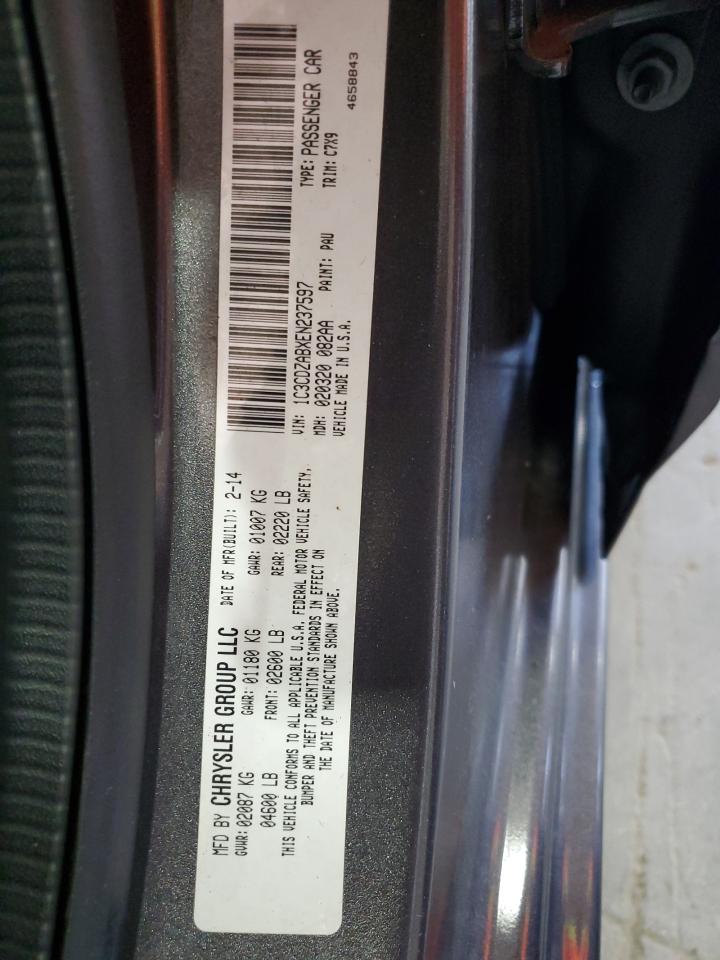 MFD BY CHRYSLER GROUP LLC DATE OF MFR(BUILT): 2-14
GVWR: 02087 KG GAWR: 01180 KG GAWR: 01007 KG
04600 LB FRONT: 02600 LB REAR: 02220 LB
THIS VEHICLE CONFORMS TO ALL APPLICABLE U.S.A. FEDERAL MOTOR VEHICLE SAFETY,
BUMPER AND THEFT PREVENTION STANDARDS IN EFFECT ON
THE DATE OF MANUFACTURE SHOWN ABOVE.
VIN: 1C3CDZABXEN237597 TYPE: PASSENGER CAR
MDH: 020320 082AA PAINT: PAU TRIM: C7X9
VEHICLE MADE IN U.S.A.
4658843